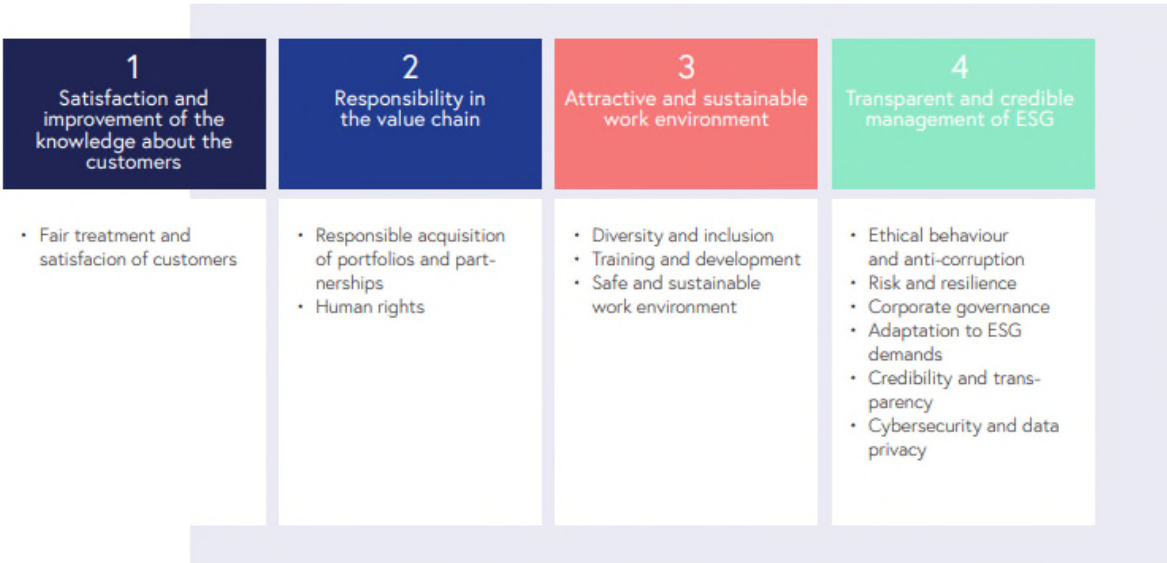 1
Satisfaction and
improvement of the
knowledge about the
customers
• Fair treatment and
satisfacion of customers
2
Responsibility in
the value chain
• Responsible acquisition
of portfolios and part-
nerships
• Human rights
3
Attractive and sustainable
work environment
• Diversity and inclusion
• Training and development
• Safe and sustainable
work environment
4
Transparent and credible
management of ESG
• Ethical behaviour
and anti-corruption
• Risk and resilience
• Corporate governance
• Adaptation to ESG
demands
• Credibility and trans-
parency
• Cybersecurity and data
privacy